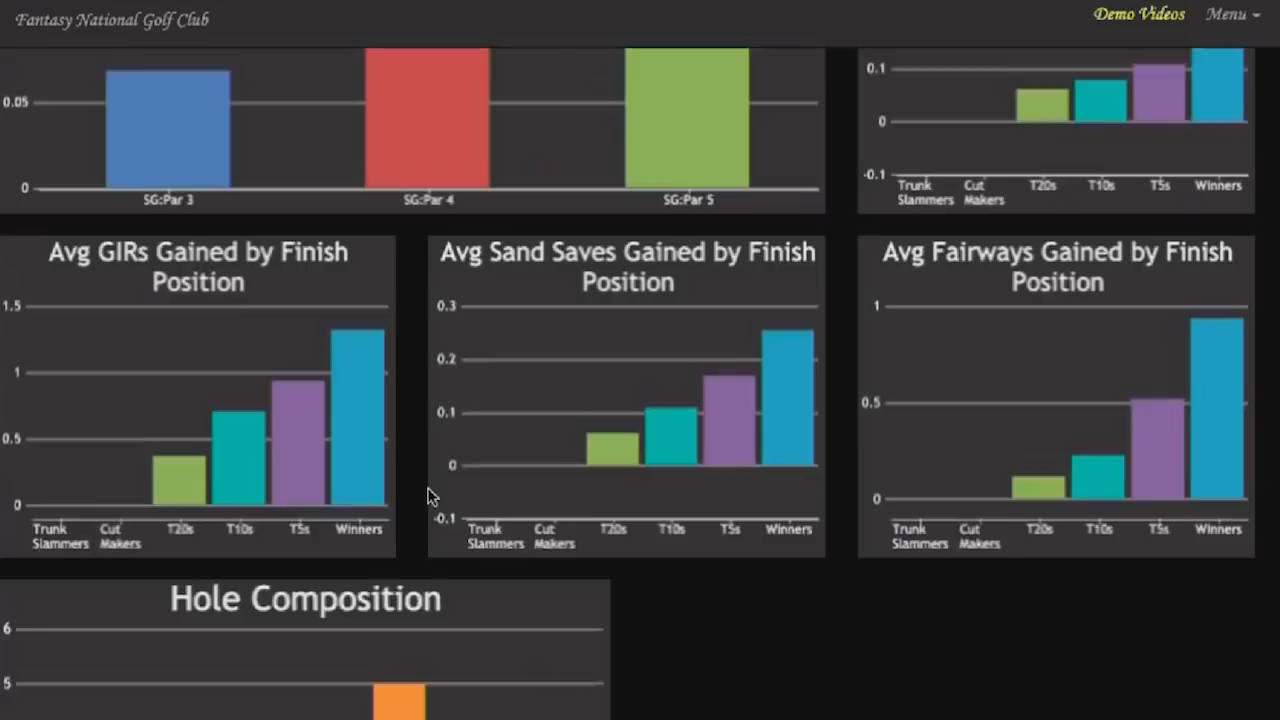 Fantasy National Golf Club
Demo Videos
Menu
0.05
0
SG:Par 3
SG:Par 4
SG:Par 5
0.1
0
-0.1
Trunk
Slammers
Cut
Makers
T20s
T10s
T5s
Winners
Avg GIRs Gained by Finish
Position
1.5
1
0.5
0
Trunk
Slammers
Cut
Makers
T20s
T10s
T5s
Winners
Avg Sand Saves Gained by Finish
Position
0.3
0.2
0.1
0
-0.1
Trunk
Slammers
Cut
Makers
T20s
T10s
T5s
Winners
Avg Fairways Gained by Finish
Position
1
0.5
0
Trunk
Slammers
Cut
Makers
T20s
T10s
T5s
Winners
Hole Composition
6
5